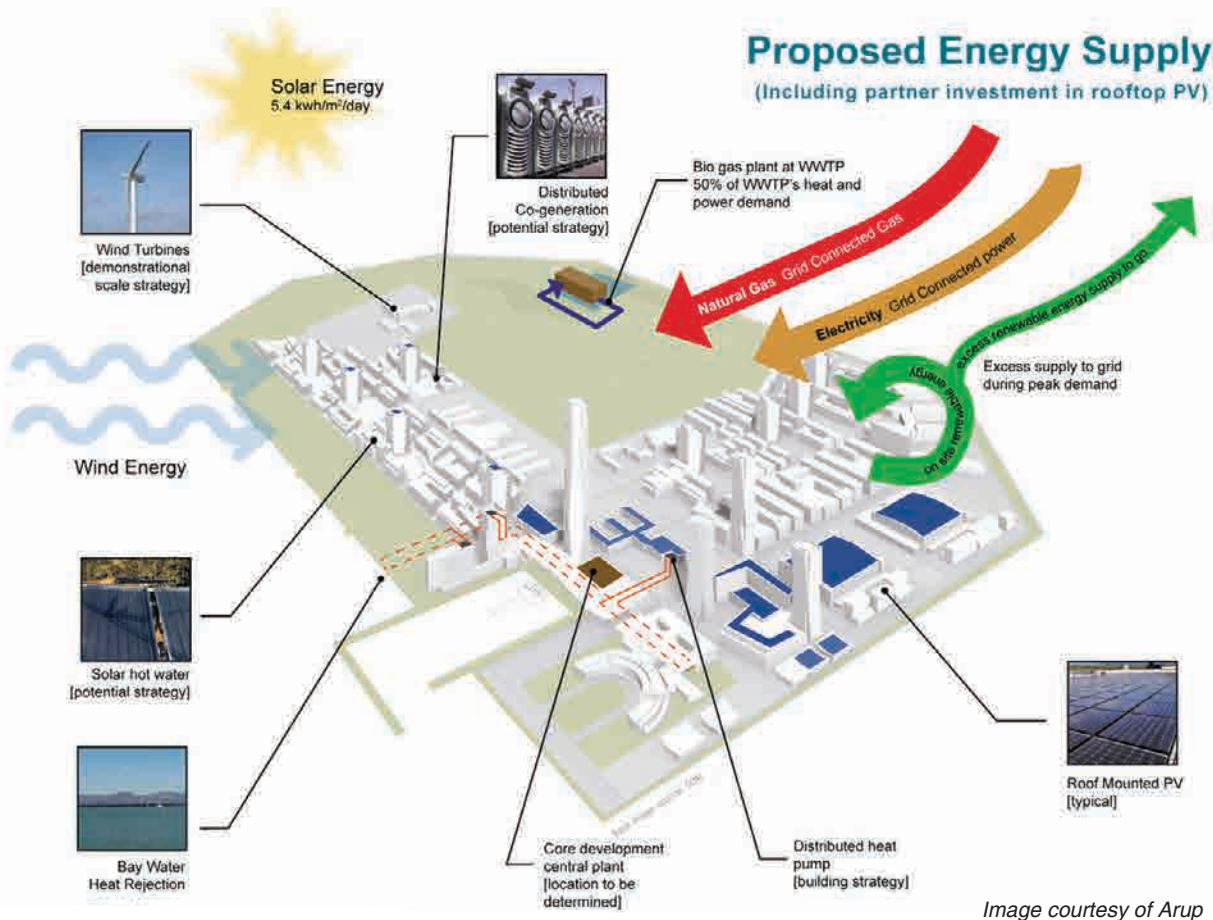 Proposed Energy Supply
(Including partner investment in rooftop PV)
Solar Energy
5.4 kwh/m²/day.
Wind Turbines
[demonstrational
scale strategy]
Distributed
Co-generation
[potential strategy]
Bio gas plant at WWTP
50% of WWTP's heat and
power demand
Natural Gas Grid Connected Gas
Electricity Grid Connected power
excess renewable energy supply to go
on site renewable energy
Excess supply to grid
during peak demand
Wind Energy
Solar hot water
[potential strategy]
Bay Water
Heat Rejection
Core development
central plant
[location to be
determined]
Distributed heat
pump
[building strategy]
Roof Mounted PV
[typical]
Image courtesy of Arup